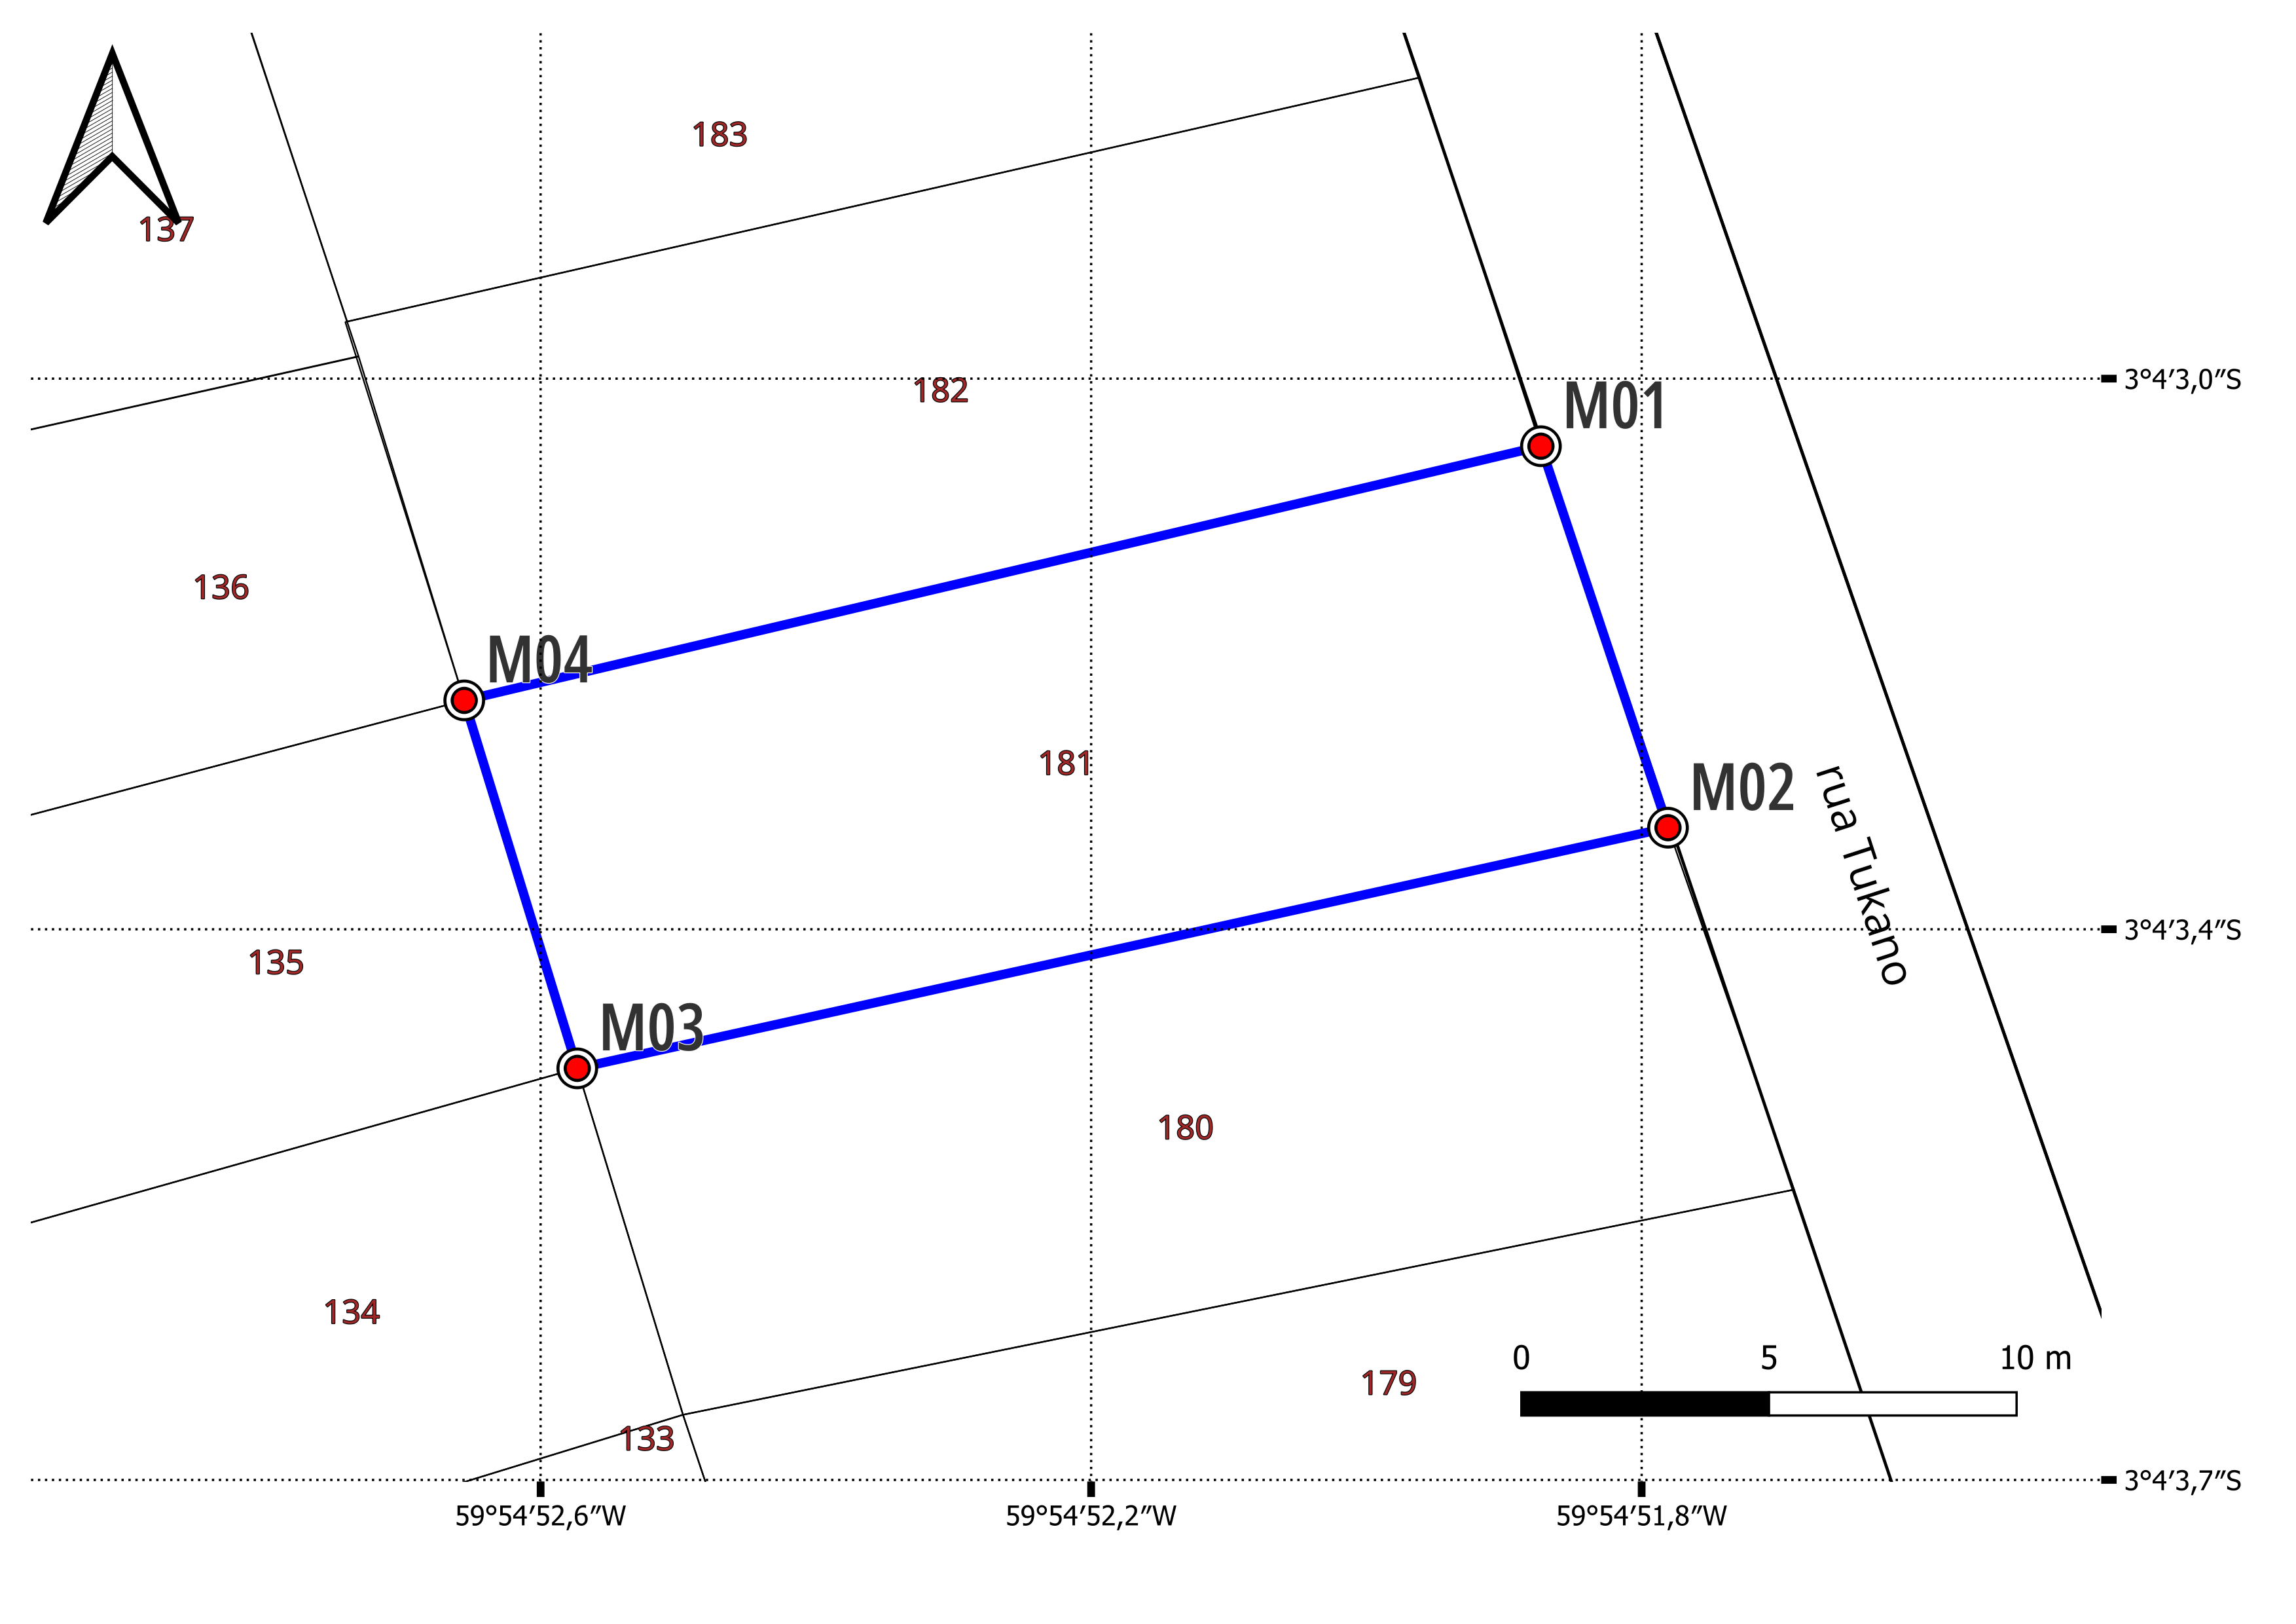 183
137
3°4′3,0″S
182
M01
136
M04
181
M02
rua Tukano
3°4′3,4″S
135
M03
180
134
0 5 10 m
179
133
3°4′3,7″S
59°54′52,6″W 59°54′52,2″W 59°54′51,8″W